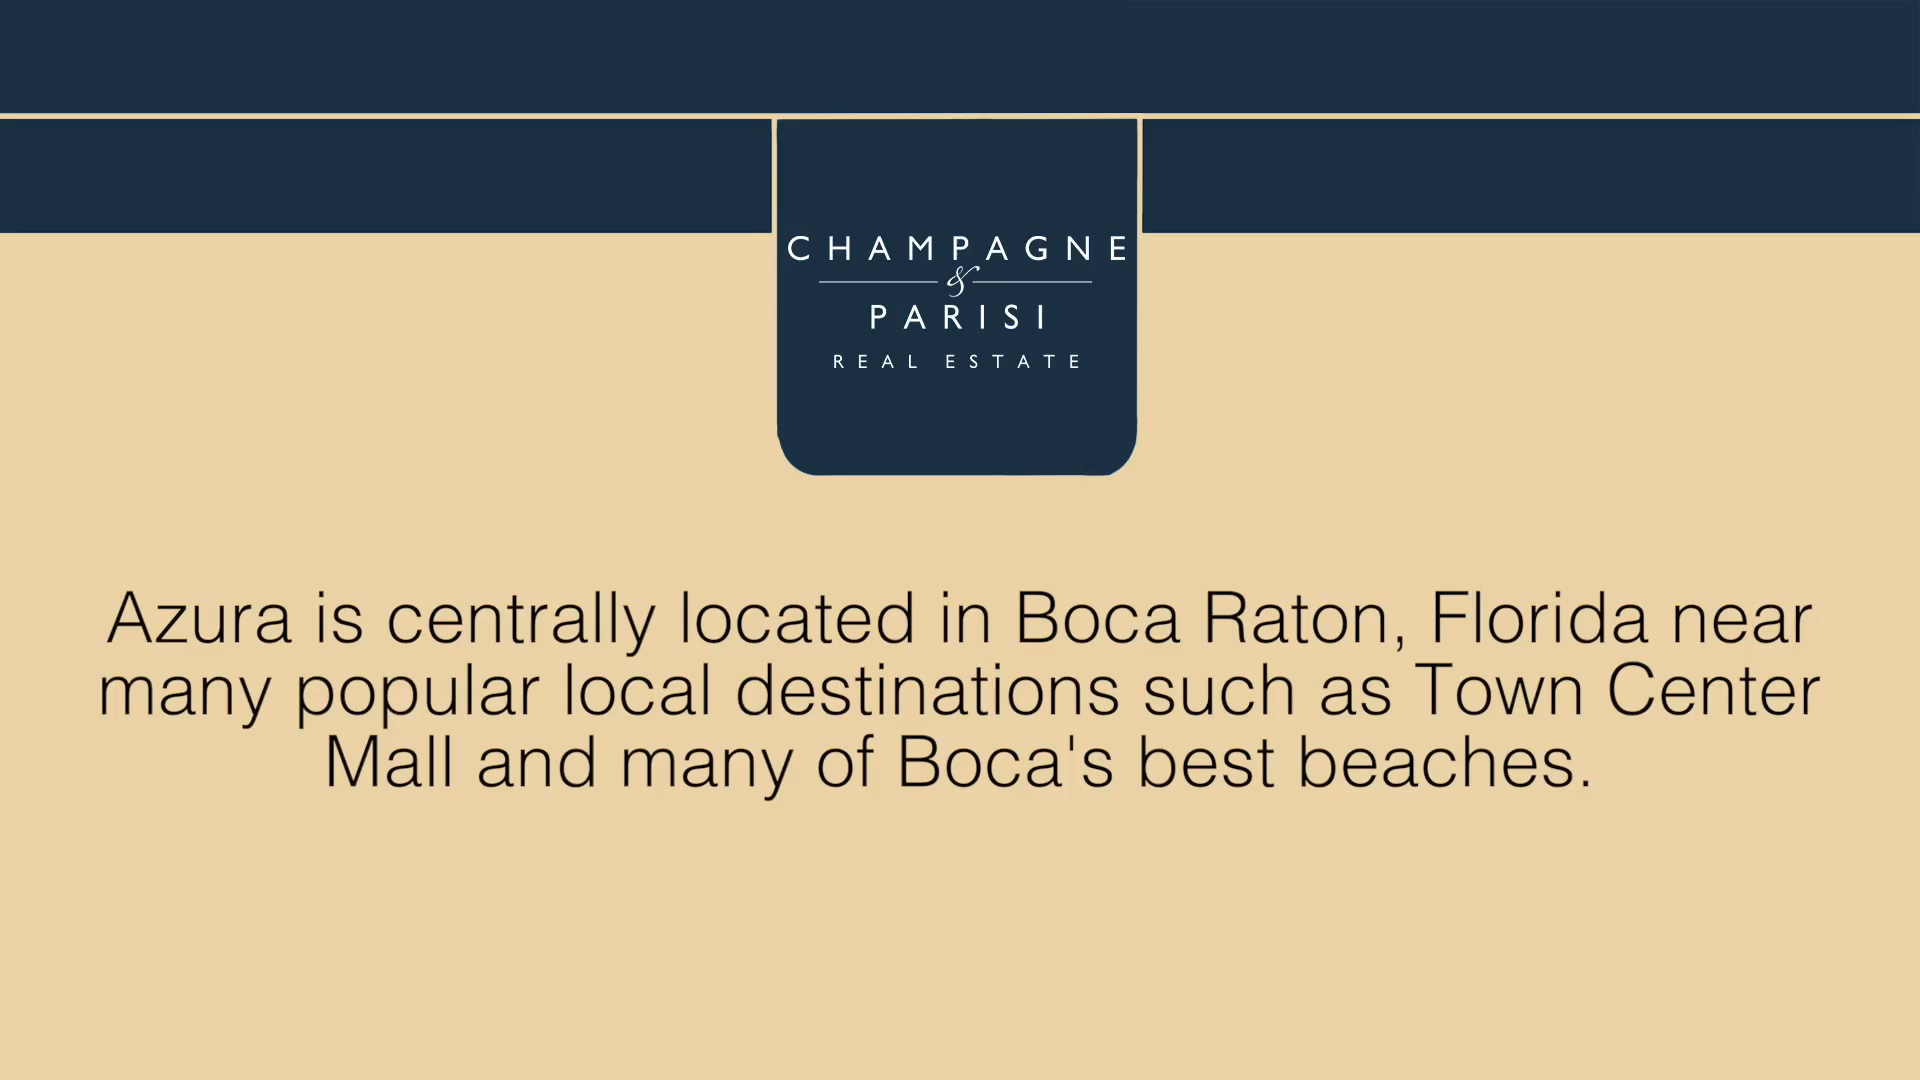 CHAMPAGNE
&
PARISI
REAL ESTATE
Azura is centrally located in Boca Raton, Florida near
many popular local destinations such as Town Center
Mall and many of Boca's best beaches.